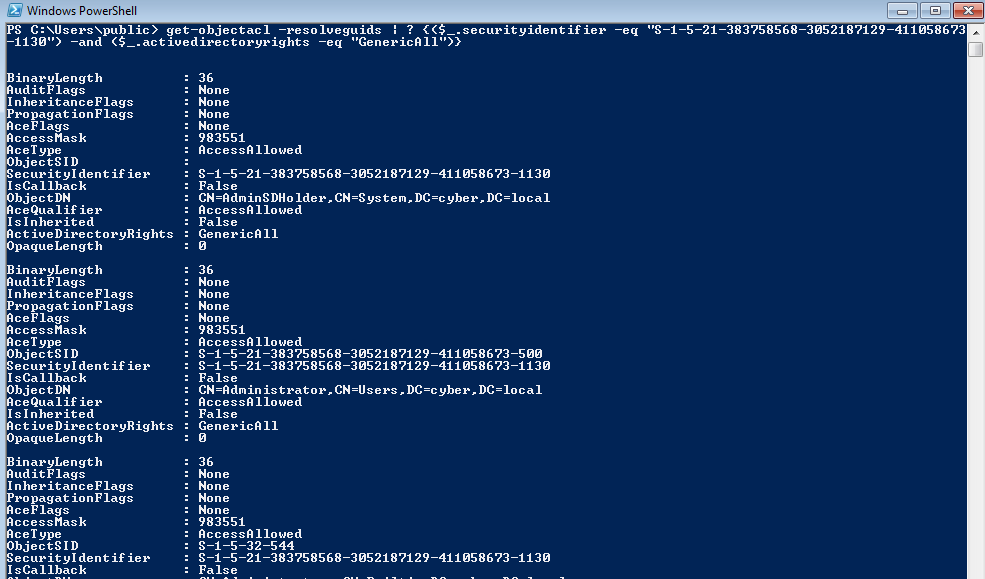 Windows PowerShell
PS C:\Users\public> get-objectacl -resolveguids | ? {($_.securityidentifier -eq "S-1-5-21-383758568-3052187129-411058673
-1130") -and ($_.activedirectoryrights -eq "GenericAll")}
BinaryLength : 36
AuditFlags : None
InheritanceFlags : None
PropagationFlags : None
AceFlags : None
AccessMask : 983551
AceType : AccessAllowed
ObjectSID :
SecurityIdentifier : S-1-5-21-383758568-3052187129-411058673-1130
IsCallback : False
ObjectDN : CN=AdminSDHolder,CN=System,DC=cyber,DC=local
AceQualifier : AccessAllowed
IsInherited : False
ActiveDirectoryRights : GenericAll
OpaqueLength : 0
BinaryLength : 36
AuditFlags : None
InheritanceFlags : None
PropagationFlags : None
AceFlags : None
AccessMask : 983551
AceType : AccessAllowed
ObjectSID : S-1-5-21-383758568-3052187129-411058673-500
SecurityIdentifier : S-1-5-21-383758568-3052187129-411058673-1130
IsCallback : False
ObjectDN : CN=Administrator,CN=Users,DC=cyber,DC=local
AceQualifier : AccessAllowed
IsInherited : False
ActiveDirectoryRights : GenericAll
OpaqueLength : 0
BinaryLength : 36
AuditFlags : None
InheritanceFlags : None
PropagationFlags : None
AceFlags : None
AccessMask : 983551
AceType : AccessAllowed
ObjectSID : S-1-5-32-544
SecurityIdentifier : S-1-5-21-383758568-3052187129-411058673-1130
IsCallback : False